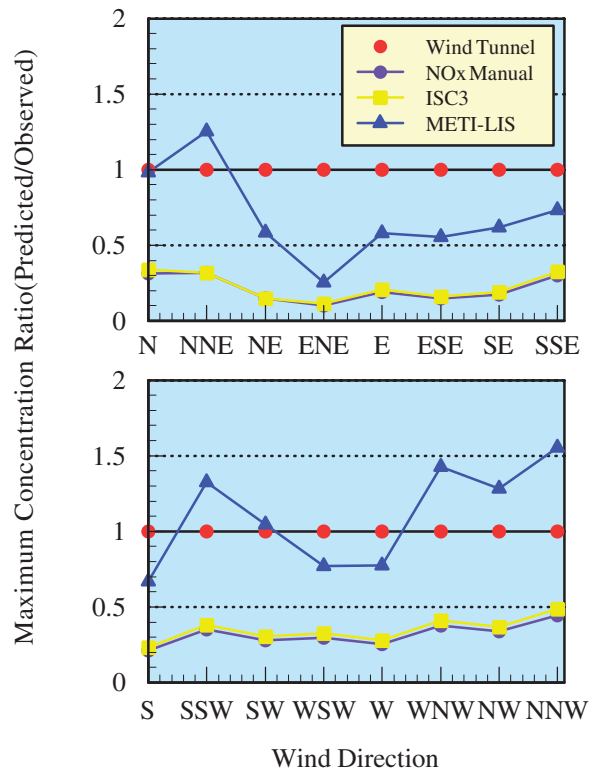 Maximum Concentration Ratio(Predicted/Observed)
2
1.5
1
0.5
0
Wind Tunnel
NOx Manual
ISC3
METI-LIS
N NNE NE ENE E ESE SE SSE
2
1.5
1
0.5
0
S SSW SW WSW W WNW NW NNW
Wind Direction